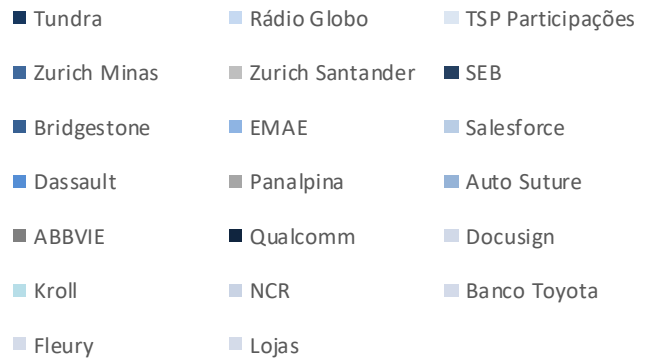 Tundra Rádio Globo TSP Participações
Zurich Minas Zurich Santander SEB
Bridgestone EMAE Salesforce
Dassault Panalpina Auto Suture
ABBVIE Qualcomm Docusign
Kroll NCR Banco Toyota
Fleury Lojas